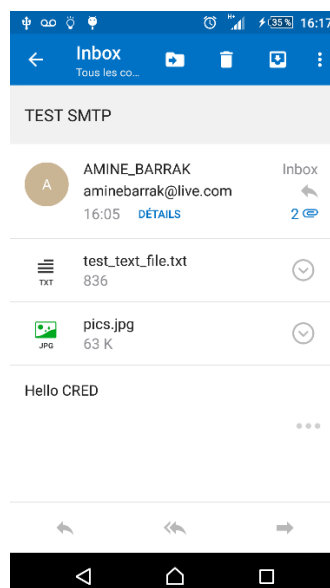 H+ 35% 16:17
Inbox
Tous les co...
TEST SMTP
A
AMINE_BARRAK
Inbox
aminebarrak@live.com
16:05 DÉTAILS
2
test_text_file.txt
TXT
836
pics.jpg
JPG
63 K
Hello CRED